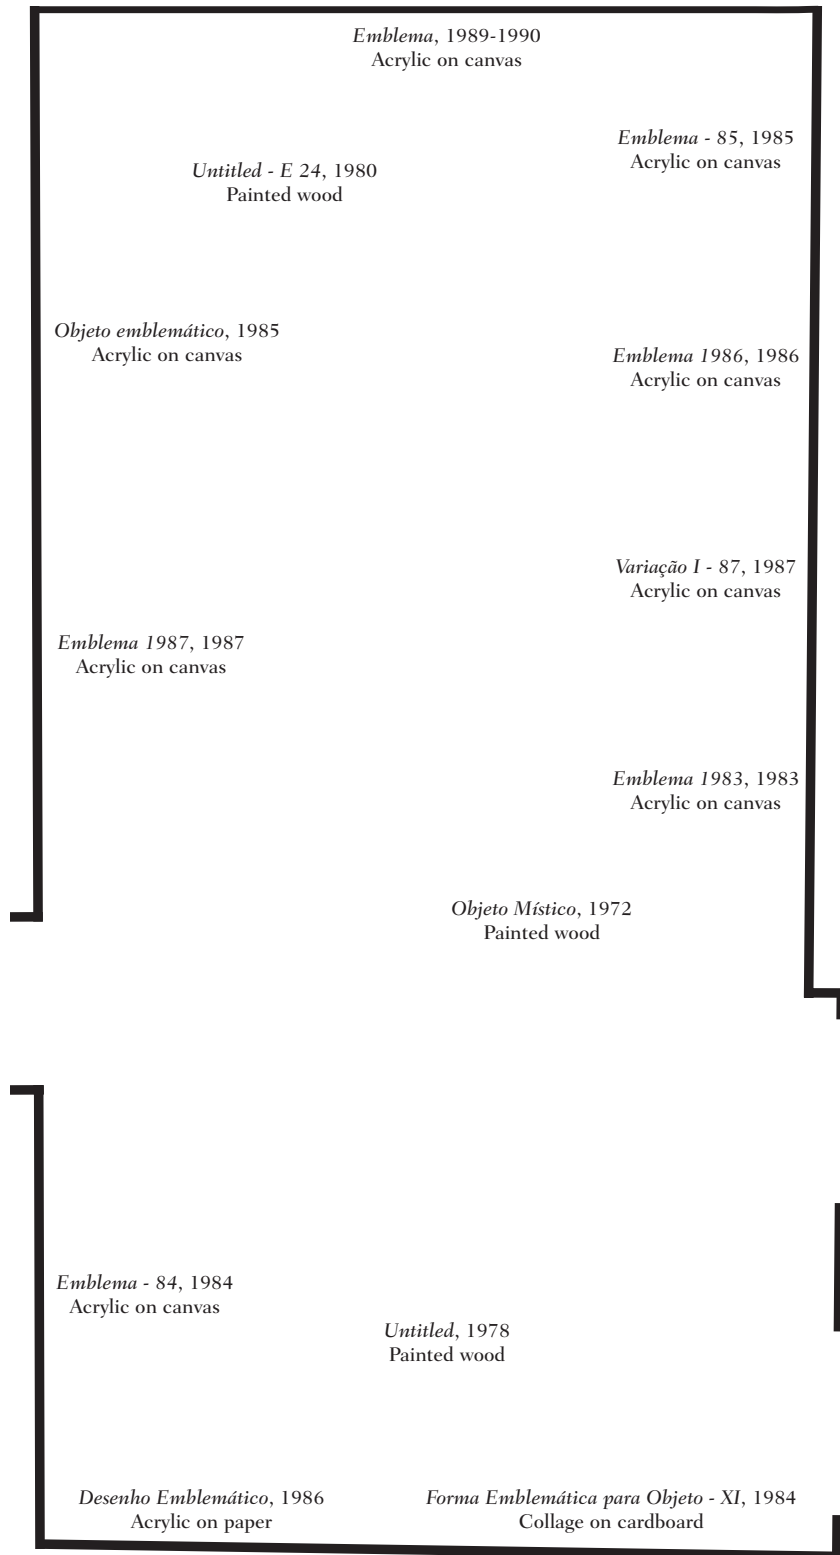 Emblema, 1989-1990
Acrylic on canvas
Emblema - 85, 1985
Acrylic on canvas
Untitled - E 24, 1980
Painted wood
Objeto emblemático, 1985
Acrylic on canvas
Emblema 1986, 1986
Acrylic on canvas
Variação I - 87, 1987
Acrylic on canvas
Emblema 1987, 1987
Acrylic on canvas
Emblema 1983, 1983
Acrylic on canvas
Objeto Místico, 1972
Painted wood
Emblema - 84, 1984
Acrylic on canvas
Untitled, 1978
Painted wood
Desenho Emblemático, 1986
Acrylic on paper
Forma Emblemática para Objeto - XI, 1984
Collage on cardboard